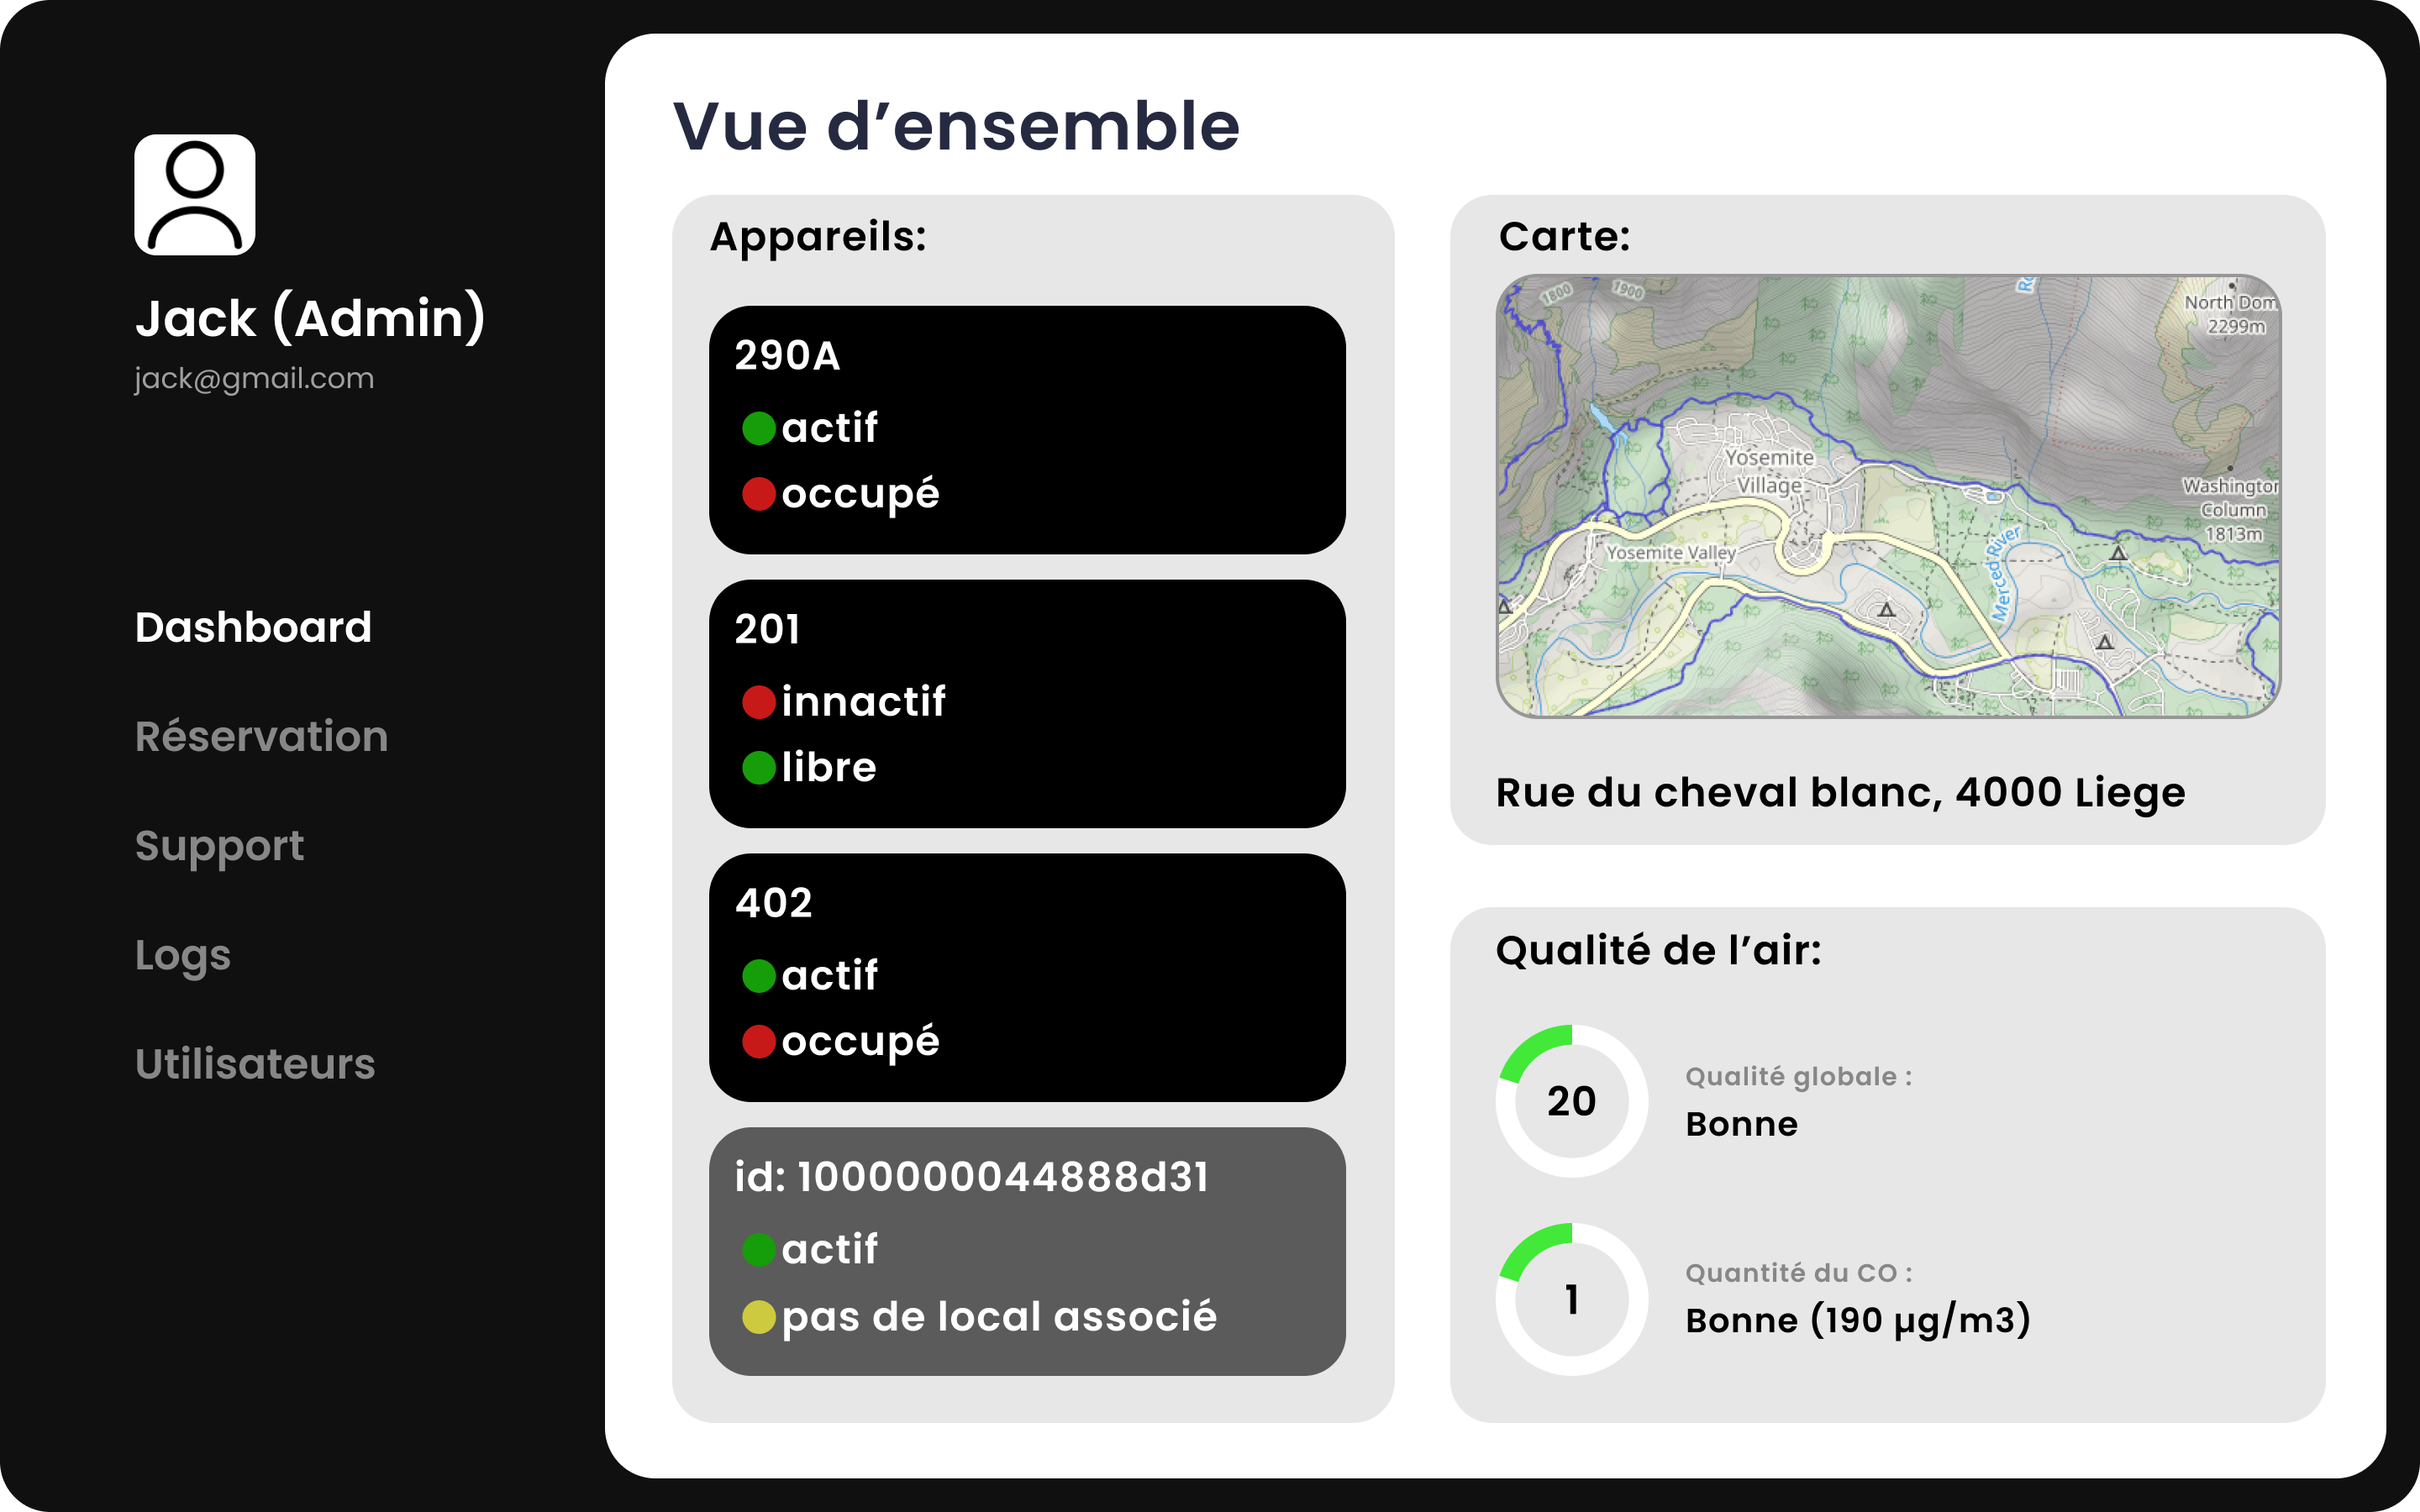 Jack (Admin)
jack@gmail.com
Dashboard
Réservation
Support
Logs
Utilisateurs
Vue d’ensemble
Appareils:
290A
actif
occupé
201
innactif
libre
402
actif
occupé
id: 1000000044888d31
actif
pas de local associé
Carte:
1800
1900
North Dom
2299m
Yosemite
Village
Washington
Column
1813m
Yosemite Valley
Merced River
Rue du cheval blanc, 4000 Liege
Qualité de l’air:
20
Qualité globale :
Bonne
1
Quantité du CO :
Bonne (190 µg/m3)